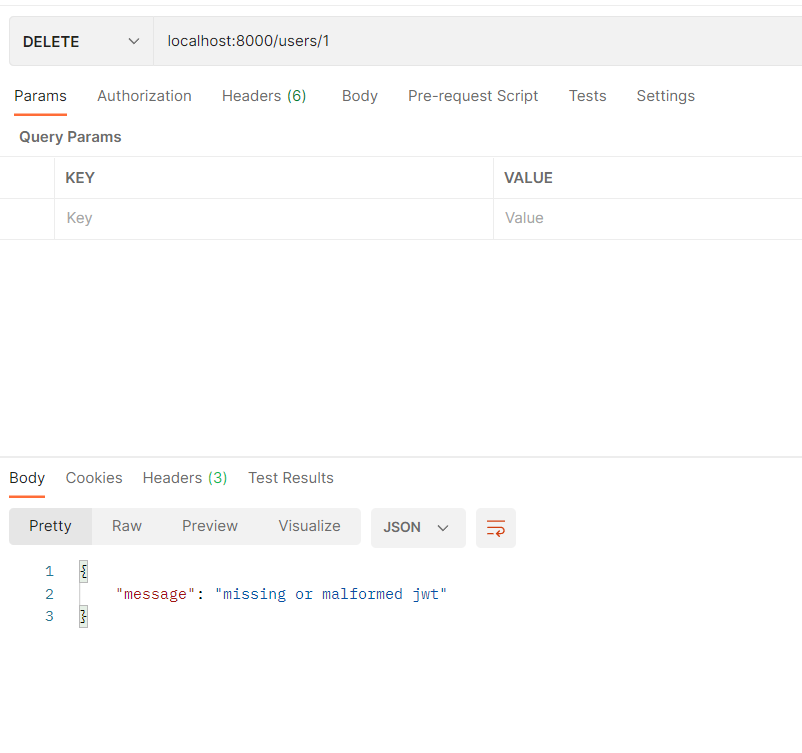 DELETE localhost:8000/users/1
Params Authorization Headers (6) Body Pre-request Script Tests Settings
Query Params
KEY VALUE
Key Value
Body Cookies Headers (3) Test Results
Pretty Raw Preview Visualize JSON
1 {
2 "message": "missing or malformed jwt"
3 }